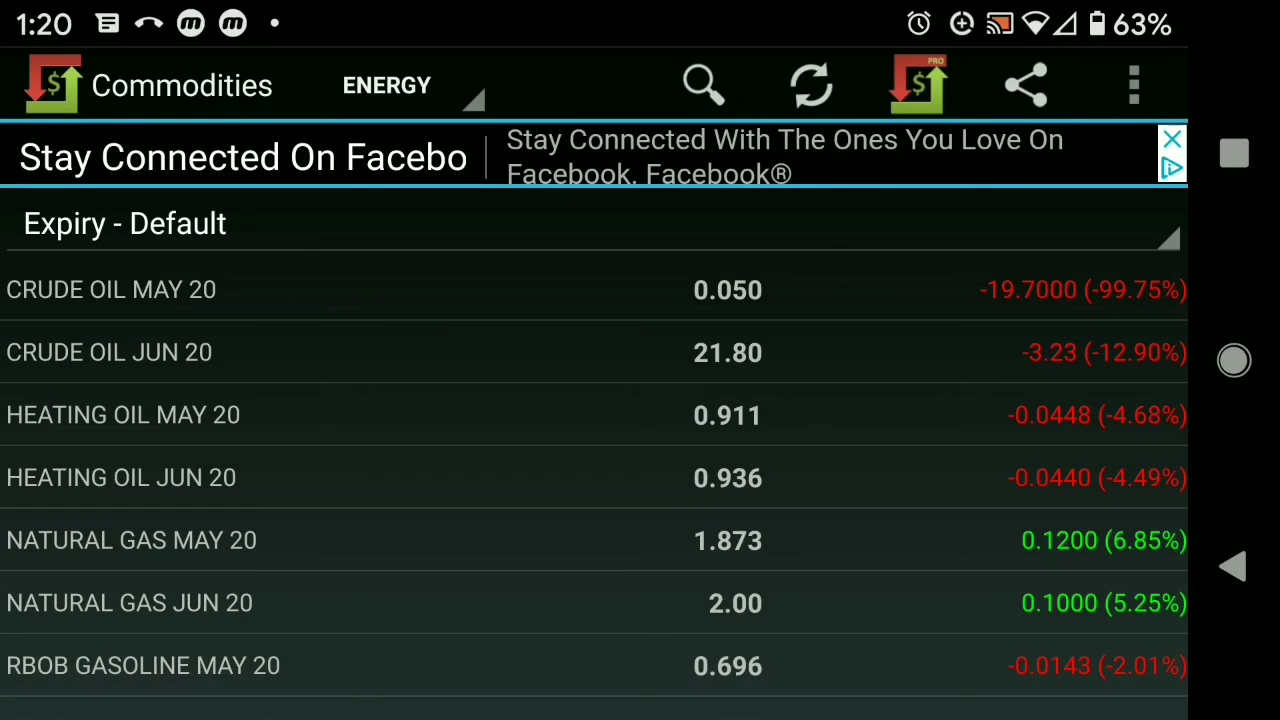 1:20
63%
Commodities
ENERGY
PRO
Stay Connected On Facebo
Stay Connected With The Ones You Love On
Facebook. Facebook®
Expiry - Default
CRUDE OIL MAY 20 0.050 -19.7000 (-99.75%)
CRUDE OIL JUN 20 21.80 -3.23 (-12.90%)
HEATING OIL MAY 20 0.911 -0.0448 (-4.68%)
HEATING OIL JUN 20 0.936 -0.0440 (-4.49%)
NATURAL GAS MAY 20 1.873 0.1200 (6.85%)
NATURAL GAS JUN 20 2.00 0.1000 (5.25%)
RBOB GASOLINE MAY 20 0.696 -0.0143 (-2.01%)